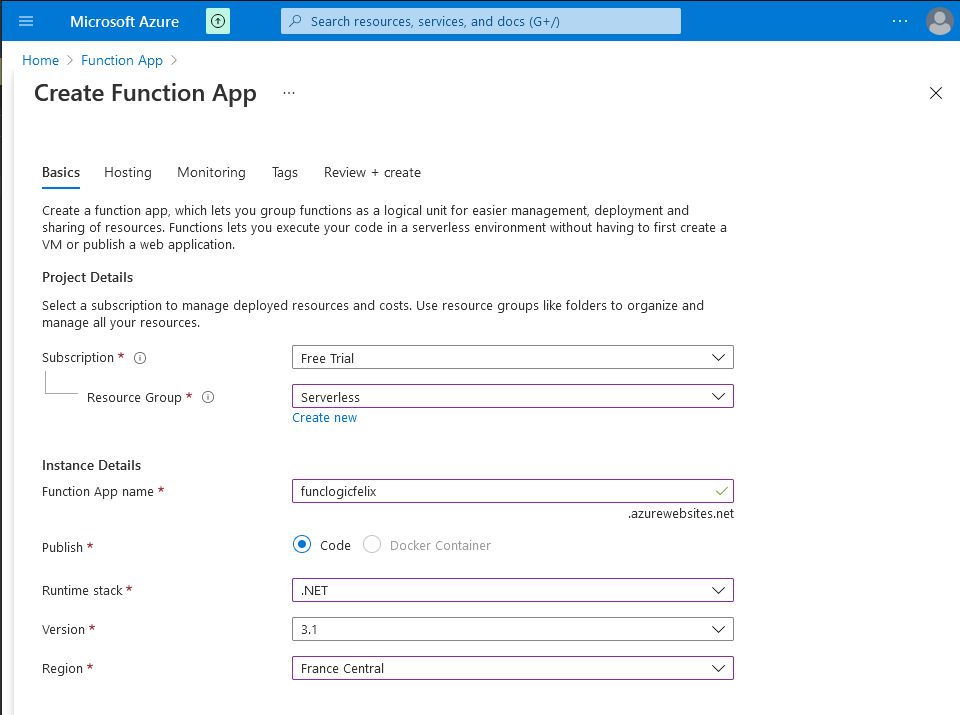 Microsoft Azure
Search resources, services, and docs (G+/)
...
Home > Function App >
Create Function App ...
Basics Hosting Monitoring Tags Review + create
Create a function app, which lets you group functions as a logical unit for easier management, deployment and
sharing of resources. Functions lets you execute your code in a serverless environment without having to first create a
VM or publish a web application.
Project Details
Select a subscription to manage deployed resources and costs. Use resource groups like folders to organize and
manage all your resources.
Subscription * Free Trial
Resource Group * Serverless
Create new
Instance Details
Function App name * funclogicfelix
.azurewebsites.net
Publish * Code Docker Container
Runtime stack * .NET
Version * 3.1
Region * France Central